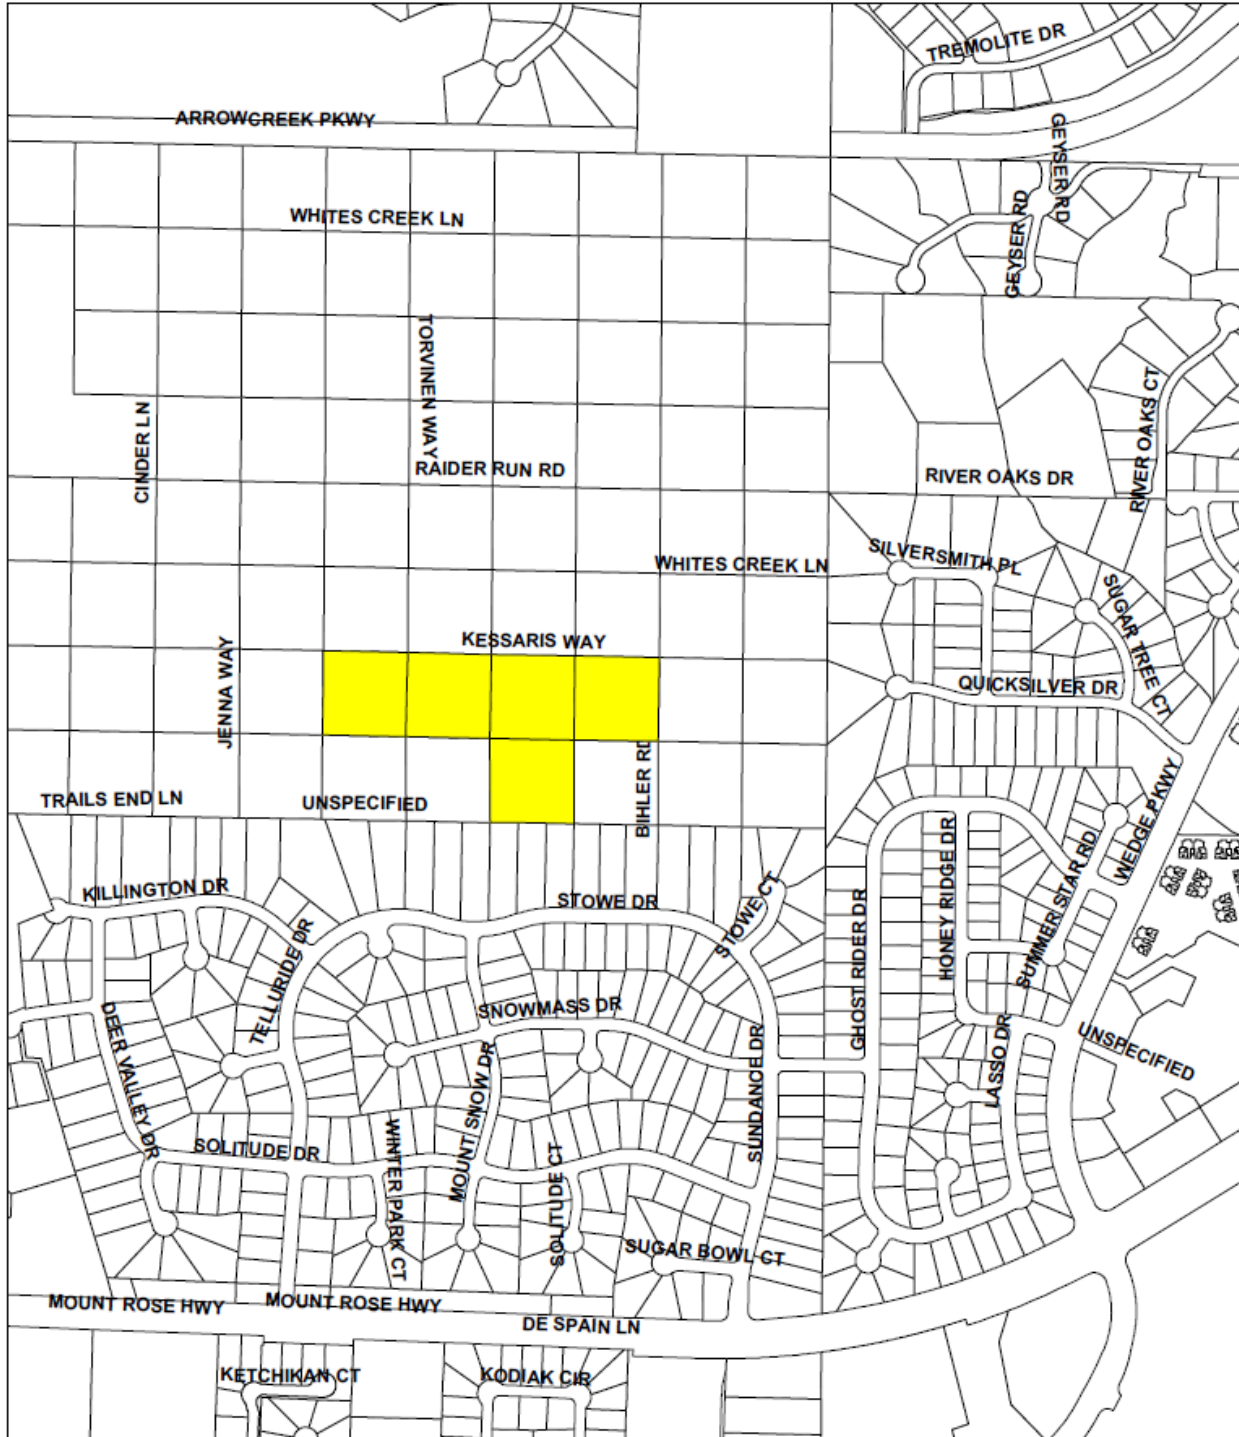 TREMOLITE DR
ARROWCREEK PKWY
GEYSER RD
GEYSER RD
WHITES CREEK LN
TORVINEN WAY
CINDER LN
RIVER OAKS CT
RAIDER RUN RD
RIVER OAKS DR
SILVERSMITH PL
WHITES CREEK LN
SUGAR TREE CT
KESSARIS WAY
JENNA WAY
QUICKSILVER DR
BIHLER RD
TRAILS END LN
UNSPECIFIED
WEDGE PKWY
HONEY RIDGE DR
SUMMER STAR RD
KILLINGTON DR
STOWE DR
STOWE CT
GHOST RIDER DR
TELLURIDE DR
SNOWMASS DR
DEER VALLEY DR
SUNDANCE DR
LASSO DR
UNSPECIFIED
MOUNT SNOW DR
SOLITUDE DR
WINTER PARK CT
SOLITUDE CT
SUGAR BOWL CT
MOUNT ROSE HWY
MOUNT ROSE HWY
DE SPAIN LN
KETCHIKAN CT
KODIAK CIR